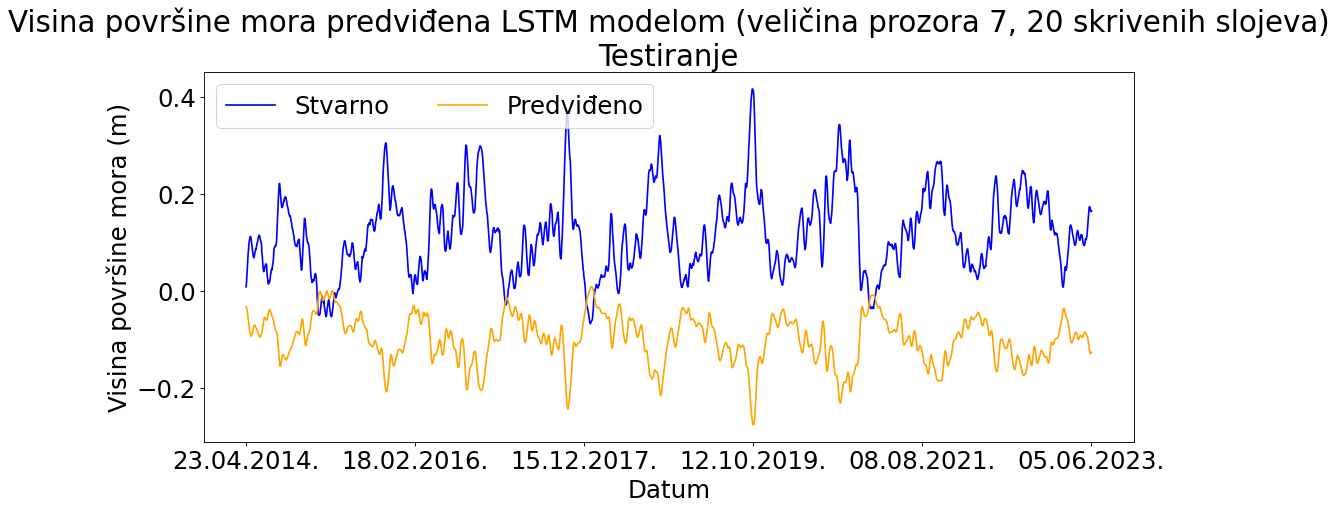 Visina površine mora predviđena LSTM modelom (veličina prozora 7, 20 skrivenih slojeva)
Testiranje
Stvarno Predviđeno
Visina površine mora (m)
0.4
0.2
0.0
−0.2
23.04.2014. 18.02.2016. 15.12.2017. 12.10.2019. 08.08.2021. 05.06.2023.
Datum